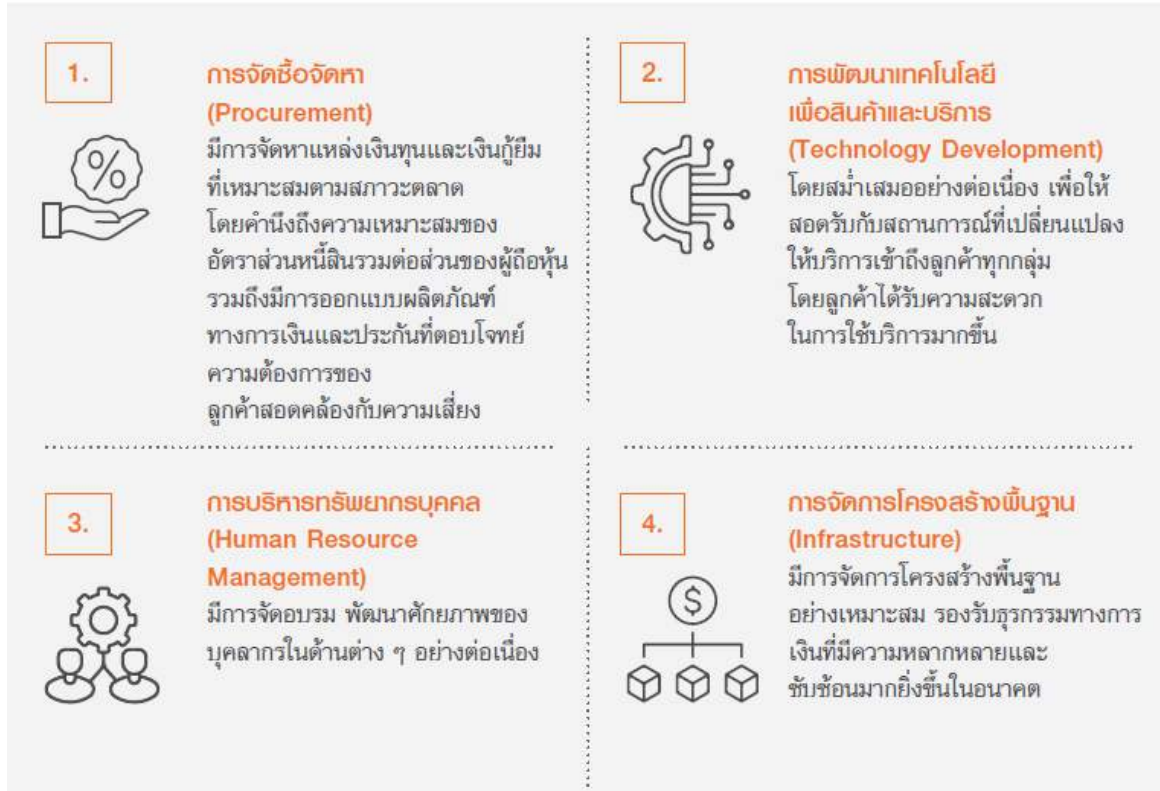 1.
การจัดซื้อจัดหา
(Procurement)
%
มีการจัดหาแหล่งเงินทุนและเงินกู้ยืม
ที่เหมาะสมตามสภาวะตลาด
โดยคำนึงถึงความเหมาะสมของ
อัตราส่วนหนี้สินรวมต่อส่วนของผู้ถือหุ้น
รวมถึงมีการออกแบบผลิตภัณฑ์
ทางการเงินและประกันที่ตอบโจทย์
ความต้องการของ
ลูกค้าสอดคล้องกับความเสี่ยง
2.
การพัฒนาเทคโนโลยี
เพื่อสินค้าและบริการ
(Technology Development)
โดยสม่ำเสมออย่างต่อเนื่อง เพื่อให้
สอดรับกับสถานการณ์ที่เปลี่ยนแปลง
ให้บริการเข้าถึงลูกค้าทุกกลุ่ม
โดยลูกค้าได้รับความสะดวก
ในการใช้บริการมากขึ้น
3.
การบริหารทรัพยากรบุคคล
(Human Resource
Management)
มีการจัดอบรม พัฒนาศักยภาพของ
บุคลากรในด้านต่าง ๆ อย่างต่อเนื่อง
4.
การจัดการโครงสร้างพื้นฐาน
(Infrastructure)
$
มีการจัดการโครงสร้างพื้นฐาน
อย่างเหมาะสม รองรับธุรกรรมทางการ
เงินที่มีความหลากหลายและ
ซับซ้อนมากยิ่งขึ้นในอนาคต